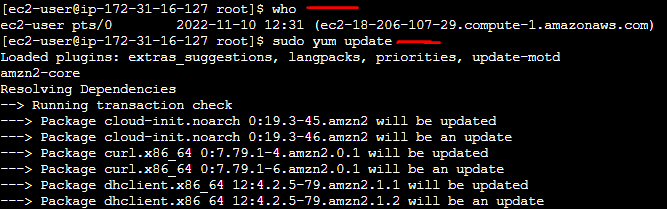 [ec2-user@ip-172-31-16-127 root]$ who
ec2-user pts/0        2022-11-10 12:31 (ec2-18-206-107-29.compute-1.amazonaws.com)
[ec2-user@ip-172-31-16-127 root]$ sudo yum update
Loaded plugins: extras_suggestions, langpacks, priorities, update-motd
amzn2-core
Resolving Dependencies
--> Running transaction check
---> Package cloud-init.noarch 0:19.3-45.amzn2 will be updated
---> Package cloud-init.noarch 0:19.3-46.amzn2 will be an update
---> Package curl.x86_64 0:7.79.1-4.amzn2.0.1 will be updated
---> Package curl.x86_64 0:7.79.1-6.amzn2.0.1 will be an update
---> Package dhclient.x86_64 12:4.2.5-79.amzn2.1.1 will be updated
---> Package dhclient.x86_64 12:4.2.5-79.amzn2.1.2 will be an update